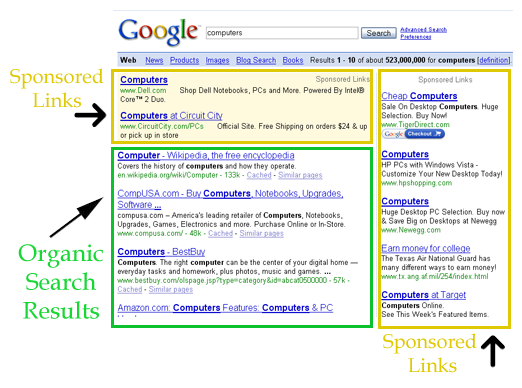 Google
computers
Search
Advanced Search
Preferences
Web News Products Images Blog Search Books Results 1 - 10 of about 523,000,000 for computers [definition].
Sponsored
Links
Computers
Sponsored Links
www.Dell.com Shop Dell Notebooks, PCs and More. Powered By Intel®
Core™ 2 Duo.
Computers at Circuit City
www.CircuitCity.com/PCs Official Site. Free Shipping on orders $24 & up
or pick up in store
Organic
Search
Results
Computer - Wikipedia, the free encyclopedia
Covers the history of computers and how they operate.
en.wikipedia.org/wiki/Computer - 133k - Cached - Similar pages
CompUSA.com - Buy Computers, Notebooks, Upgrades,
Software ...
compusa.com – America's leading retailer of Computers, Notebooks,
Upgrades, Games, Electronics and more. Purchase Online or In-Store.
www.compusa.com/ - 48k - Cached - Similar pages
Computers - BestBuy
Computers. The right computer can be the center of your digital home —
everyday tasks and homework, plus photos, music and games. ...
www.bestbuy.com/olspage.jsp?type=category&id=abcat0500000 - 57k -
Cached - Similar pages
Amazon.com: Computers Features: Computers & PC
Sponsored Links
Cheap Computers
Sale On Desktop Computers. Huge
Selection. Buy Now!
www.TigerDirect.com
Google Checkout
Computers
HP PCs with Windows Vista -
Customize Your New Desktop Today!
www.hpshopping.com
Computers
Huge Desktop PC Selection. Buy now
& Save Big on Desktops at Newegg
www.Newegg.com
Earn money for college
The Texas Air National Guard has
many different ways to earn money!
www.tx.ang.af.mil/254/index.html
Computers at Target
Computers Online.
See This Week's Featured Items.
Sponsored
Links